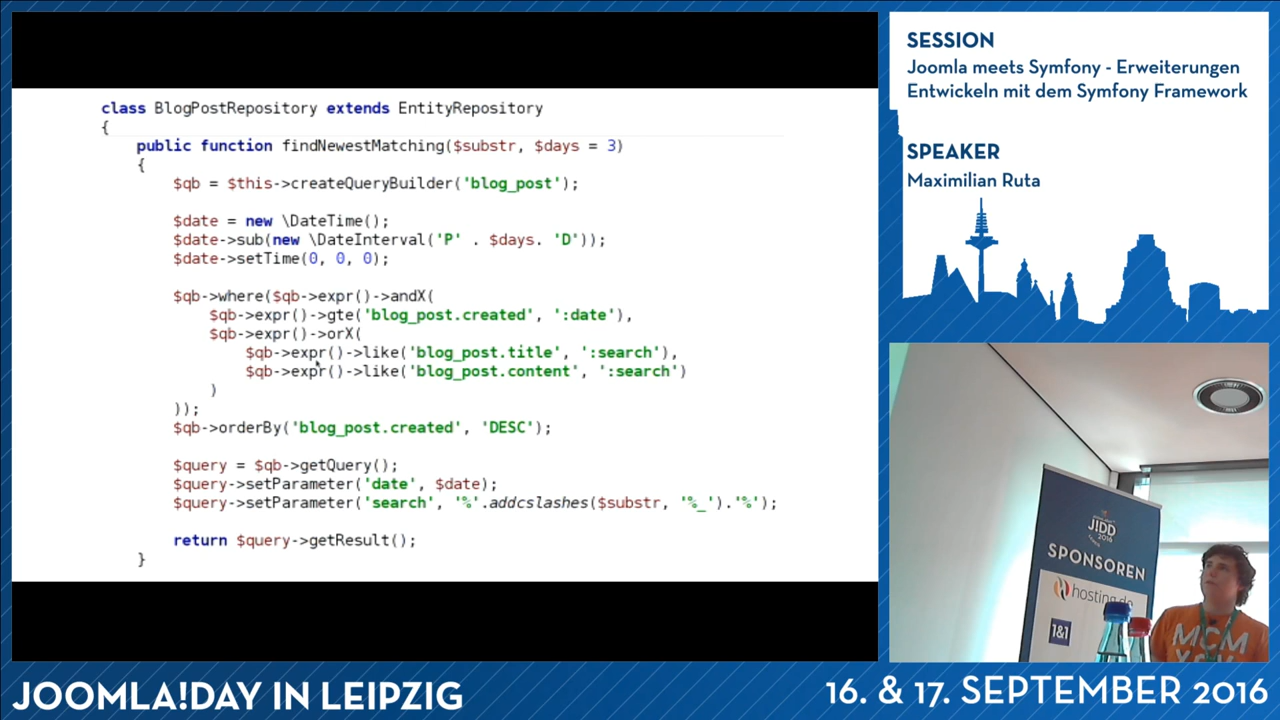 class BlogPostRepository extends EntityRepository
{
public function findNewestMatching($substr, $days = 3)
{
$qb = $this->createQueryBuilder('blog_post');
$date = new \DateTime();
$date->sub(new \DateInterval('P' . $days. 'D'));
$date->setTime(0, 0, 0);
$qb->where($qb->expr()->andX(
$qb->expr()->gte('blog_post.created', ':date'),
$qb->expr()->orX(
$qb->expr()->like('blog_post.title', ':search'),
$qb->expr()->like('blog_post.content', ':search')
)
));
$qb->orderBy('blog_post.created', 'DESC');
$query = $qb->getQuery();
$query->setParameter('date', $date);
$query->setParameter('search', '%'.addcslashes($substr, '%_').'%');
return $query->getResult();
}
SESSION
Joomla meets Symfony - Erweiterungen
Entwickeln mit dem Symfony Framework
SPEAKER
Maximilian Ruta
J!DD
2016
SPONSOREN
hosting.de
1&1
MCM
JOOMLA!DAY IN LEIPZIG
16. & 17. SEPTEMBER 2016